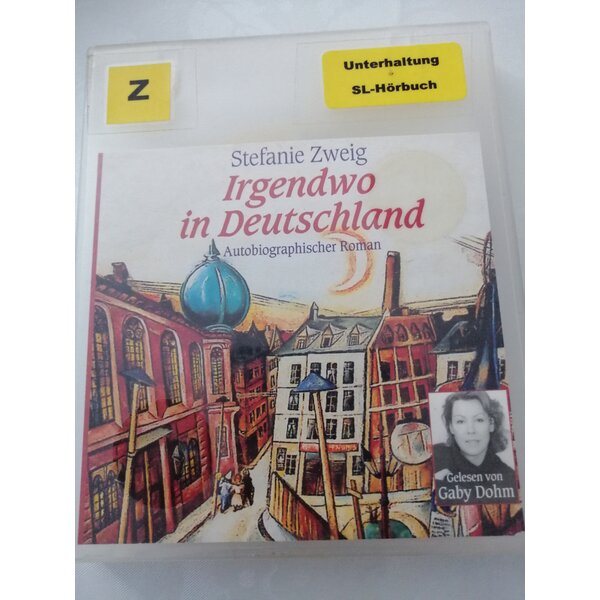 Z
Unterhaltung
SL-Hörbuch
Stefanie Zweig
Irgendwo
in Deutschland
Autobiographischer Roman
Gelesen von
Gaby Dohm